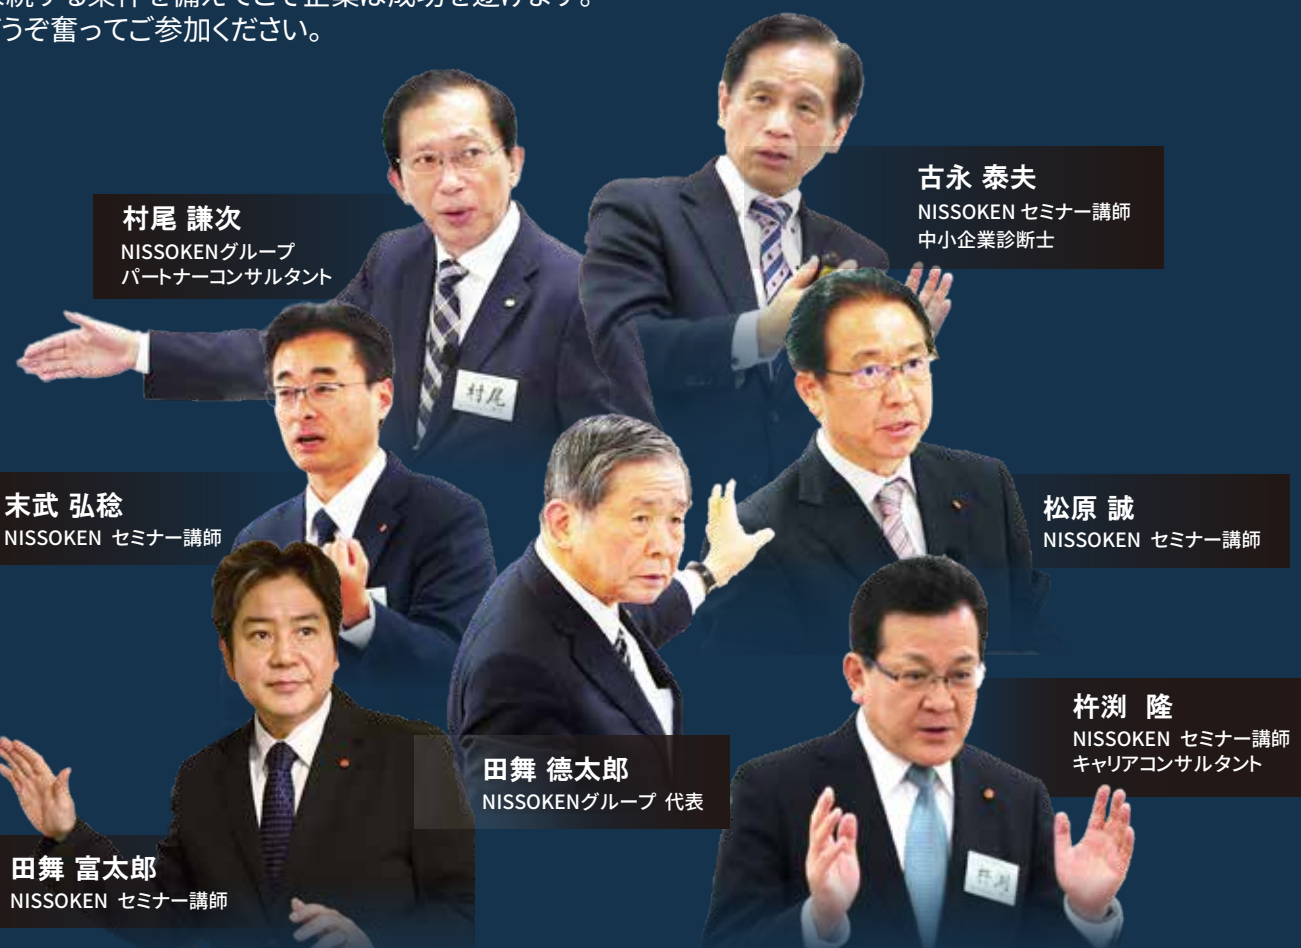 どうぞ奮ってご参加ください。
村尾 謙次
NISSOKENグループ
パートナーコンサルタント
古永 泰夫
NISSOKEN セミナー講師
中小企業診断士
村尾
末武 弘稔
NISSOKEN セミナー講師
松原 誠
NISSOKEN セミナー講師
杵渕 隆
NISSOKEN セミナー講師
キャリアコンサルタント
田舞 德太郎
NISSOKENグループ 代表
杵渕
田舞 富太郎
NISSOKEN セミナー講師